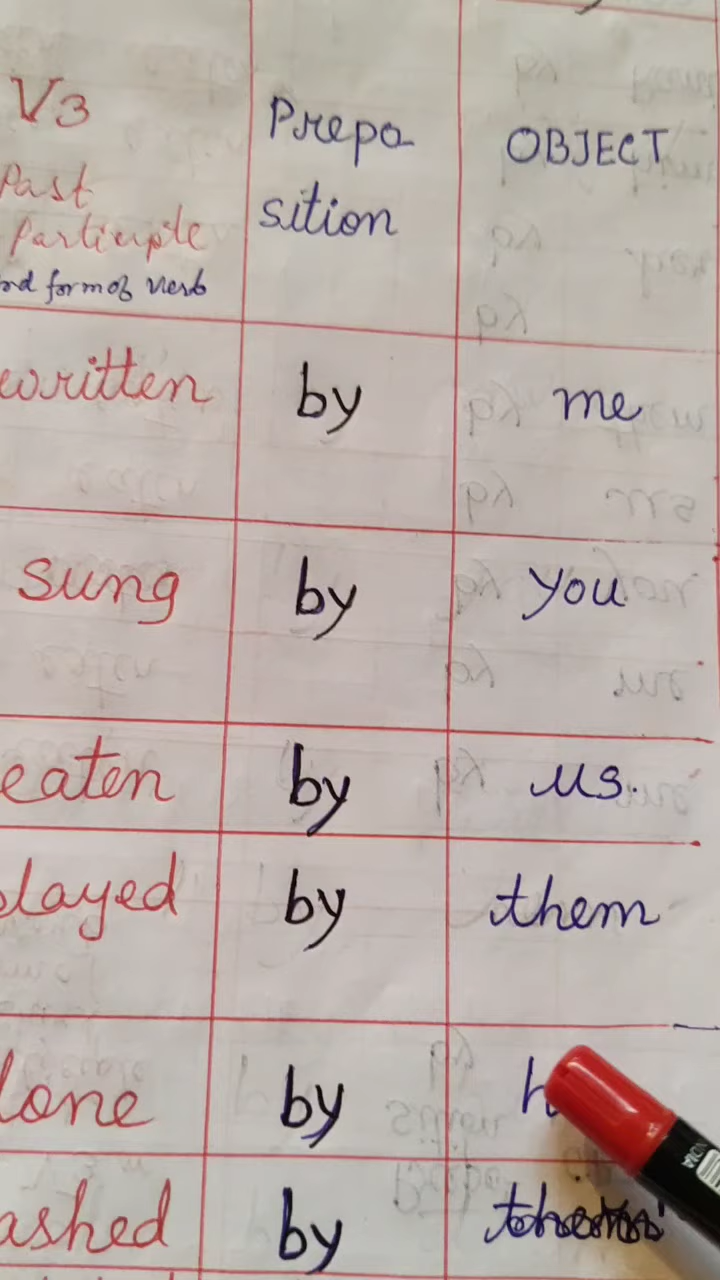 V3
Past
Participle
form of Verb
Prepo
sition
OBJECT
written by me
sung by you
eaten by us.
by them
by
by